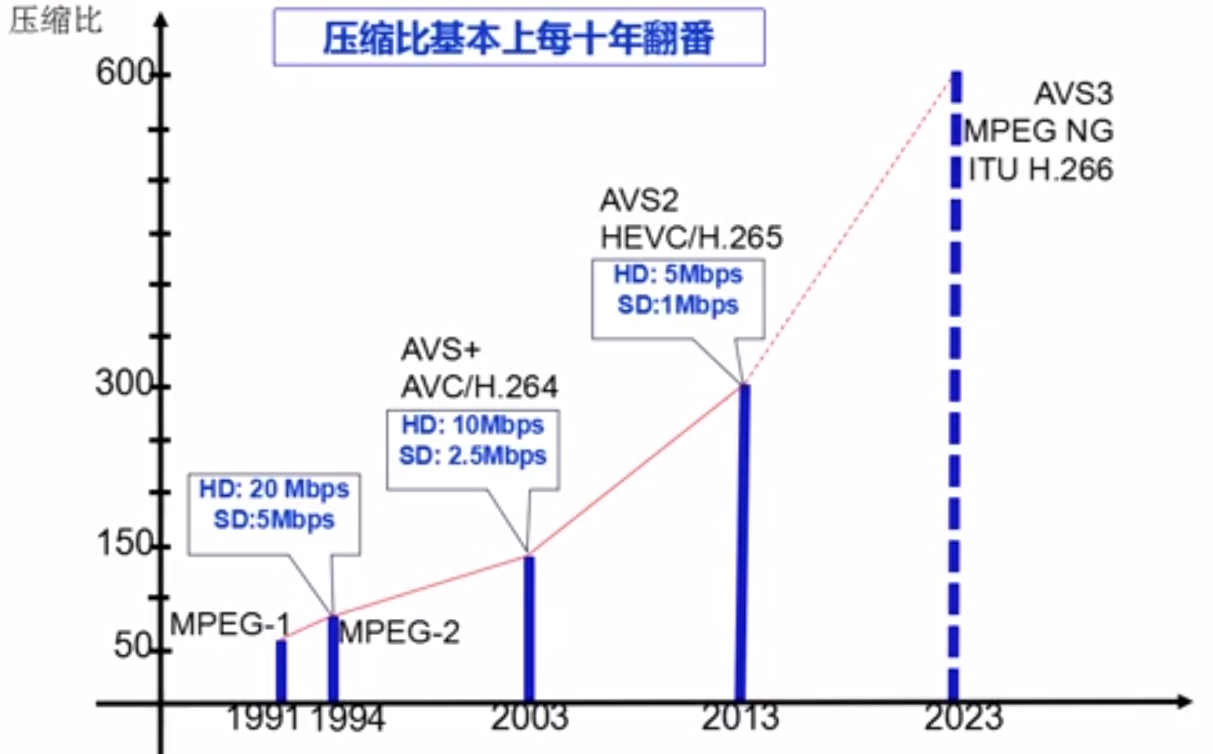 压缩比
压缩比基本上每十年翻番
600
AVS3
MPEG NG
ITU H.266
AVS2
HEVC/H.265
HD: 5Mbps
SD:1Mbps
300
AVS+
AVC/H.264
HD: 10Mbps
SD: 2.5Mbps
HD: 20 Mbps
SD:5Mbps
150
MPEG-1
MPEG-2
50
1991 1994 2003 2013 2023